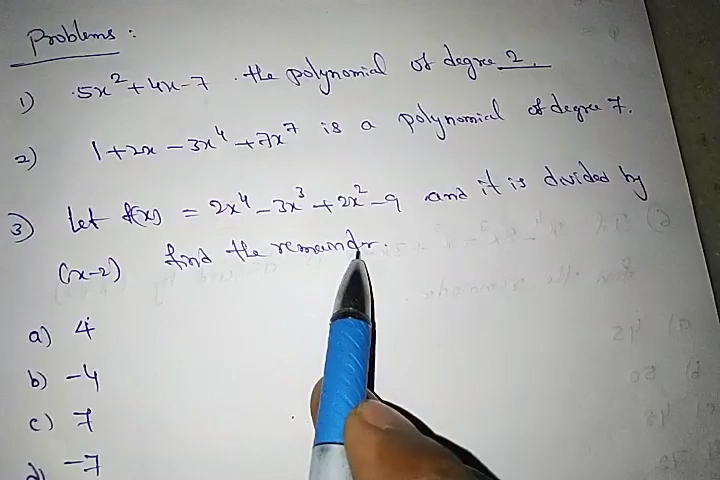 Problems :
1) 5x² + 4x - 7 . the polynomial of degree 2.
2) 1 + 2x - 3x⁴ + 7x⁷ is a polynomial of degree 7.
3) Let f(x) = 2x⁴ - 3x³ + 2x² - 9 and it is divided by
(x-2) find the remaindr.
a) 4
b) -4
c) 7
d) -7